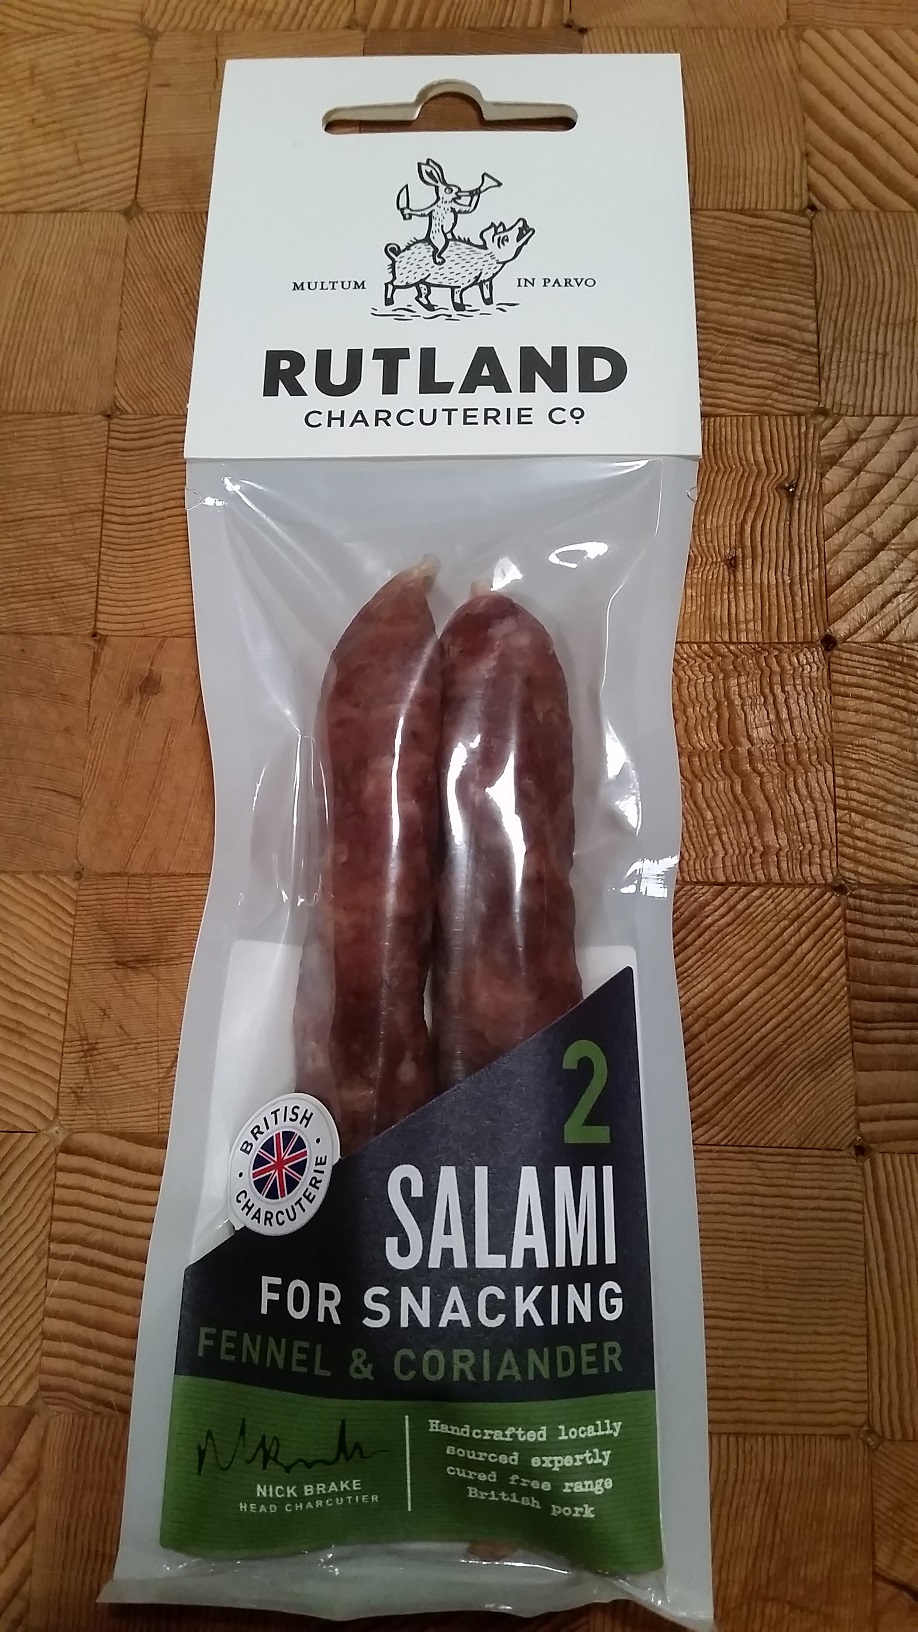 MULTUM IN PARVO
RUTLAND
CHARCUTERIE Cº
2
BRITISH
CHARCUTERIE
SALAMI
FOR SNACKING
FENNEL & CORIANDER
NICK BRAKE
HEAD CHARCUTIER
Handcrafted locally
sourced expertly
cured free range
British pork